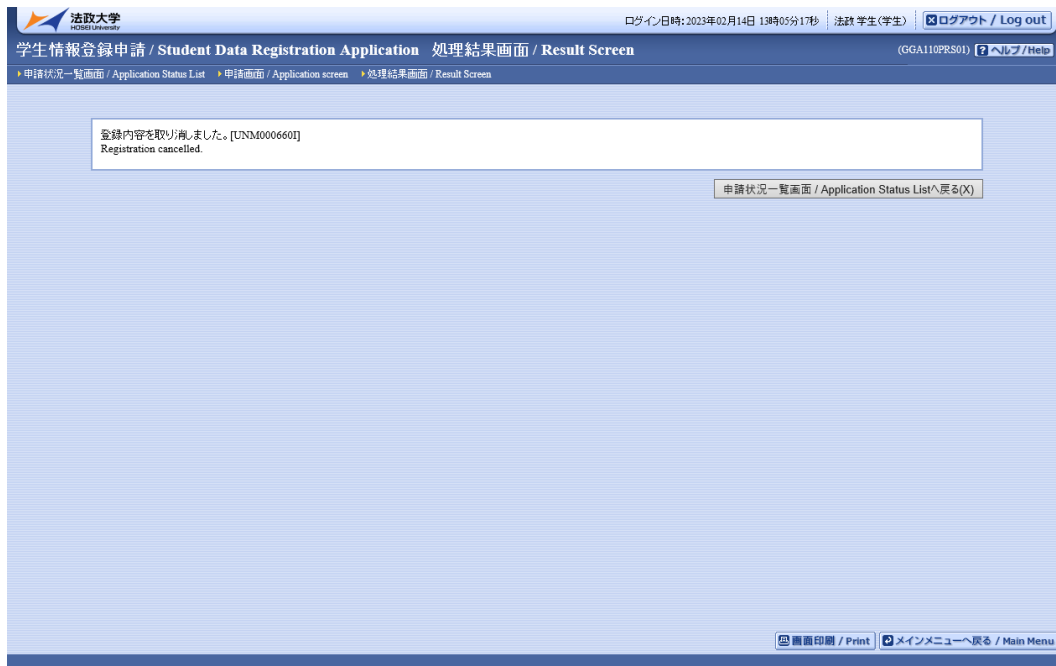 法政大学
HOSEI University
ログイン日時:2023年02月14日 13時05分17秒 法政 学生(学生) ログアウト / Log out
学生情報登録申請 / Student Data Registration Application 処理結果画面 / Result Screen
(GGA110PRS01) ? ヘルプ/Help
申請状況一覧画面 / Application Status List 申請画面 / Application screen 処理結果画面 / Result Screen
登録内容を取り消しました。[UNM000660I]
Registration cancelled.
申請状況一覧画面 / Application Status Listへ戻る(X)
画面印刷 / Print メインメニューへ戻る / Main Menu